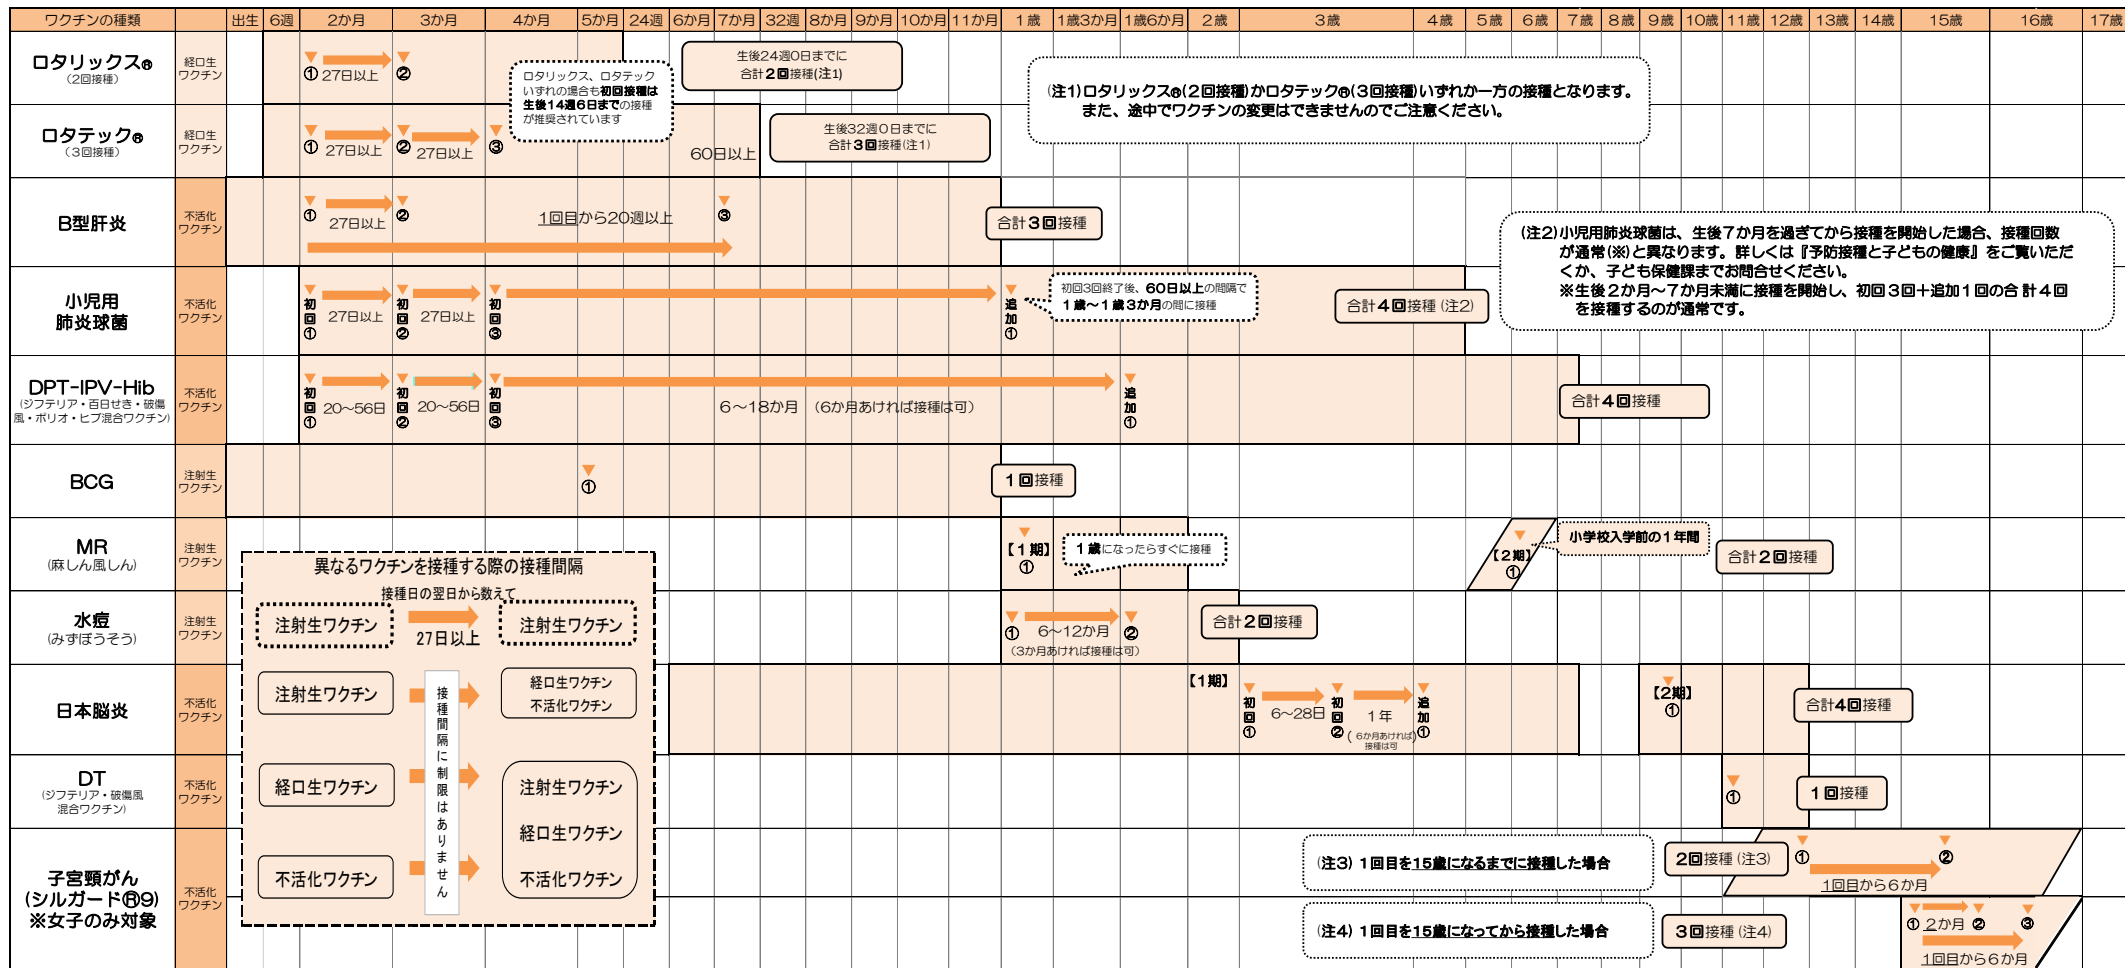 ワクチンの種類 出生 6週 2か月 3か月 4か月 5か月 24週 6か月 7か月 32週 8か月 9か月 10か月 11か月 1歳 1歳3か月 1歳6か月 2歳 3歳 4歳 5歳 6歳 7歳 8歳 9歳 10歳 11歳 12歳 13歳 14歳 15歳 16歳 17歳
ロタリックス®
(2回接種)
経口生
ワクチン
① 27日以上 ②
ロタリックス、ロタテック
いずれの場合も初回接種は
生後14週6日までの接種
が推奨されています
生後24週0日までに
合計2回接種(注1)
(注1)ロタリックス®(2回接種)かロタテック®(3回接種)いずれか一方の接種となります。
また、途中でワクチンの変更はできませんのでご注意ください。
ロタテック®
(3回接種)
経口生
ワクチン
① 27日以上 ② 27日以上 ③
60日以上
生後32週0日までに
合計3回接種(注1)
B型肝炎
不活化
ワクチン
① 27日以上 ② 1回目から20週以上 ③
合計3回接種
(注2)小児用肺炎球菌は、生後7か月を過ぎてから接種を開始した場合、接種回数
が通常(※)と異なります。詳しくは『予防接種と子どもの健康』をご覧いただ
くか、子ども保健課までお問合せください。
※生後2か月～7か月未満に接種を開始し、初回3回+追加1回の合計4回
を接種するのが通常です。
小児用
肺炎球菌
不活化
ワクチン
初回① 27日以上 初回② 27日以上 初回③ 追加①
初回3回終了後、60日以上の間隔で
1歳～1歳3か月の間に接種
合計4回接種(注2)
DPT-IPV-Hib
(ジフテリア・百日せき・破傷
風・ポリオ・ヒブ混合ワクチン)
不活化
ワクチン
初回① 20～56日 初回② 20～56日 初回③ 6～18か月 (6か月あければ接種は可) 追加①
合計4回接種
BCG
注射生
ワクチン
①
1回接種
MR
(麻しん風しん)
注射生
ワクチン
【1期】
①
1歳になったらすぐに接種
【2期】
①
小学校入学前の1年間
合計2回接種
水痘
(みずぼうそう)
注射生
ワクチン
① 6～12か月 ②
(3か月あければ接種は可)
合計2回接種
日本脳炎
不活化
ワクチン
【1期】
初回① 6～28日 初回② 1年 追加①
(6か月あければ
接種は可)
【2期】
①
合計4回接種
DT
(ジフテリア・破傷風
混合ワクチン)
不活化
ワクチン
①
1回接種
子宮頸がん
(シルガード®9)
※女子のみ対象
不活化
ワクチン
(注3) 1回目を15歳になるまでに接種した場合
2回接種(注3)
① ②
1回目から6か月
(注4) 1回目を15歳になってから接種した場合
3回接種(注4)
① 2か月 ② ③
1回目から6か月
異なるワクチンを接種する際の接種間隔
接種日の翌日から数えて
注射生ワクチン 27日以上 注射生ワクチン
注射生ワクチン
経口生ワクチン
不活化ワクチン
接種間隔に制限はありません
経口生ワクチン
不活化ワクチン
注射生ワクチン
経口生ワクチン
不活化ワクチン